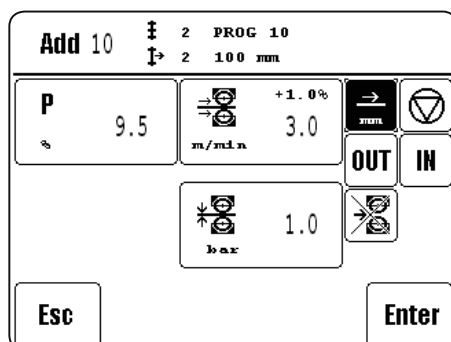 Add 10
2 PROG 10
2 100 mm
P
% 9.5
+1.0%
m/min 3.0
mm
OUT IN
1.0
bar
Esc Enter